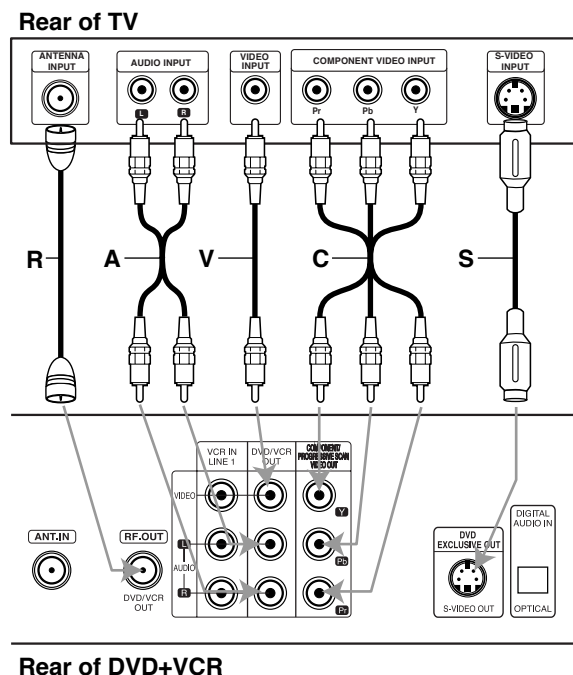 Rear of TV
ANTENNA
INPUT
AUDIO INPUT
VIDEO
INPUT
COMPONENT VIDEO INPUT
S-VIDEO
INPUT
L
R
Pr
Pb
Y
R
A
V
C
S
VCR IN
LINE 1
DVD/VCR
OUT
COMPONENT/
PROGRESSIVE SCAN
VIDEO OUT
VIDEO
L
AUDIO
R
Y
Pb
Pr
ANT.IN
RF.OUT
DVD/VCR
OUT
DVD
EXCLUSIVE OUT
S-VIDEO OUT
DIGITAL
AUDIO IN
OPTICAL
Rear of DVD+VCR